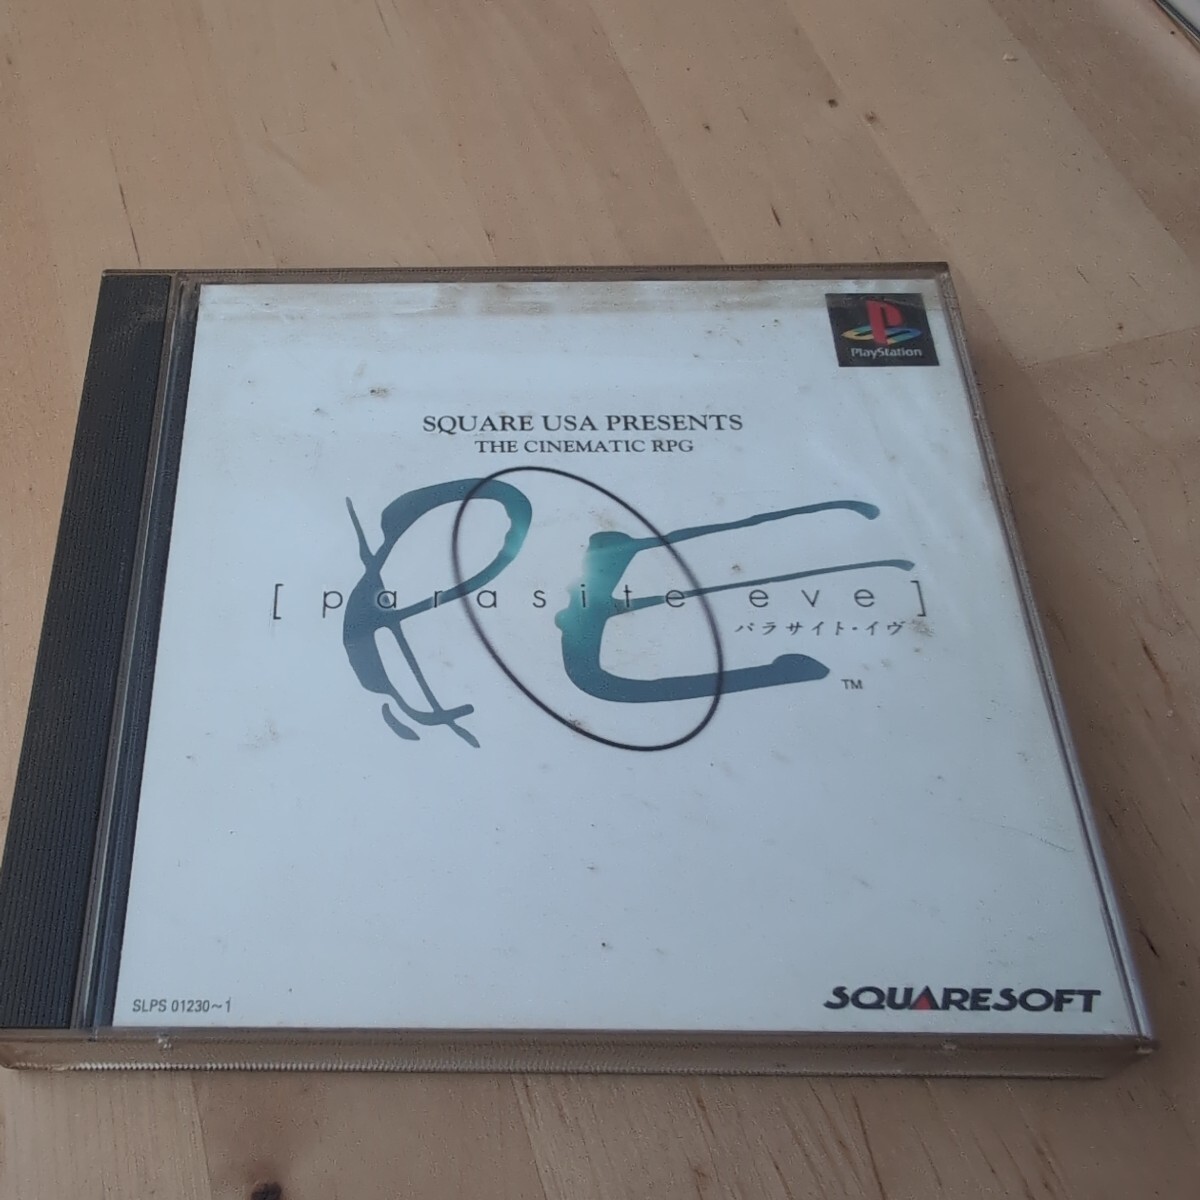 PlayStation
SQUARE USA PRESENTS
THE CINEMATIC RPG
[ parasite eve ]
パラサイト・イヴ
TM
SLPS 01230~1
SQUARESOFT